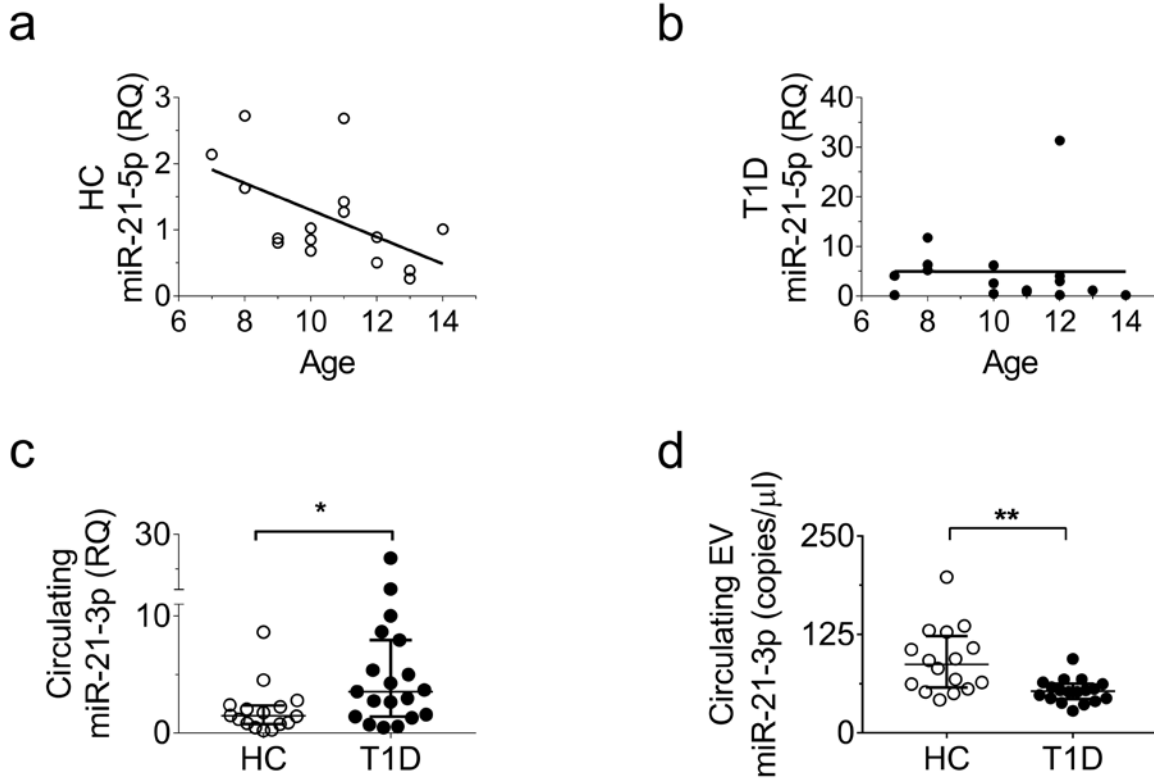 a
HC
miR-21-5p (RQ)
3
2
1
0
6 8 10 12 14
Age
b
T1D
miR-21-5p (RQ)
40
30
20
10
0
6 8 10 12 14
Age
c
Circulating
miR-21-3p (RQ)
30
10
0
*
HC T1D
d
Circulating EV
miR-21-3p (copies/μl)
250
125
0
**
HC T1D